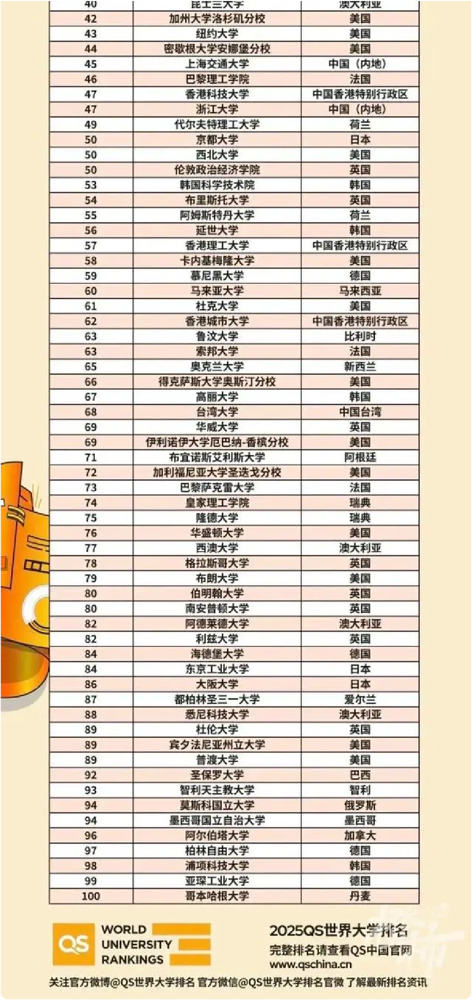 40 昆士兰大学 澳大利亚
42 加州大学洛杉矶分校 美国
43 纽约大学 美国
44 密歇根大学安娜堡分校 美国
45 上海交通大学 中国（内地）
46 巴黎理工学院 法国
47 香港科技大学 中国香港特别行政区
47 浙江大学 中国（内地）
49 代尔夫特理工大学 荷兰
50 京都大学 日本
50 西北大学 美国
50 伦敦政治经济学院 英国
53 韩国科学技术院 韩国
54 布里斯托大学 英国
55 阿姆斯特丹大学 荷兰
56 延世大学 韩国
57 香港理工大学 中国香港特别行政区
58 卡内基梅隆大学 美国
59 慕尼黑大学 德国
60 马来亚大学 马来西亚
61 杜克大学 美国
62 香港城市大学 中国香港特别行政区
63 鲁汶大学 比利时
63 索邦大学 法国
65 奥克兰大学 新西兰
66 得克萨斯大学奥斯汀分校 美国
67 高丽大学 韩国
68 台湾大学 中国台湾
69 华威大学 英国
69 伊利诺伊大学厄巴纳-香槟分校 美国
71 布宜诺斯艾利斯大学 阿根廷
72 加利福尼亚大学圣迭戈分校 美国
73 巴黎萨克雷大学 法国
74 皇家理工学院 瑞典
75 隆德大学 瑞典
76 华盛顿大学 美国
77 西澳大学 澳大利亚
78 格拉斯哥大学 英国
79 布朗大学 美国
80 伯明翰大学 英国
80 南安普顿大学 英国
82 阿德莱德大学 澳大利亚
82 利兹大学 英国
84 海德堡大学 德国
84 东京工业大学 日本
86 大阪大学 日本
87 都柏林圣三一大学 爱尔兰
88 悉尼科技大学 澳大利亚
89 杜伦大学 英国
89 宾夕法尼亚州立大学 美国
89 普渡大学 美国
92 圣保罗大学 巴西
93 智利天主教大学 智利
94 莫斯科国立大学 俄罗斯
94 墨西哥国立自治大学 墨西哥
96 阿尔伯塔大学 加拿大
97 柏林自由大学 德国
98 浦项科技大学 韩国
99 亚琛工业大学 德国
100 哥本哈根大学 丹麦
QS WORLD
UNIVERSITY
RANKINGS
2025QS世界大学排名
完整排名请查看QS中国官网
www.qschina.cn
关注官方微博@QS世界大学排名 官方微信@QS世界大学排名官微 了解最新排名资讯